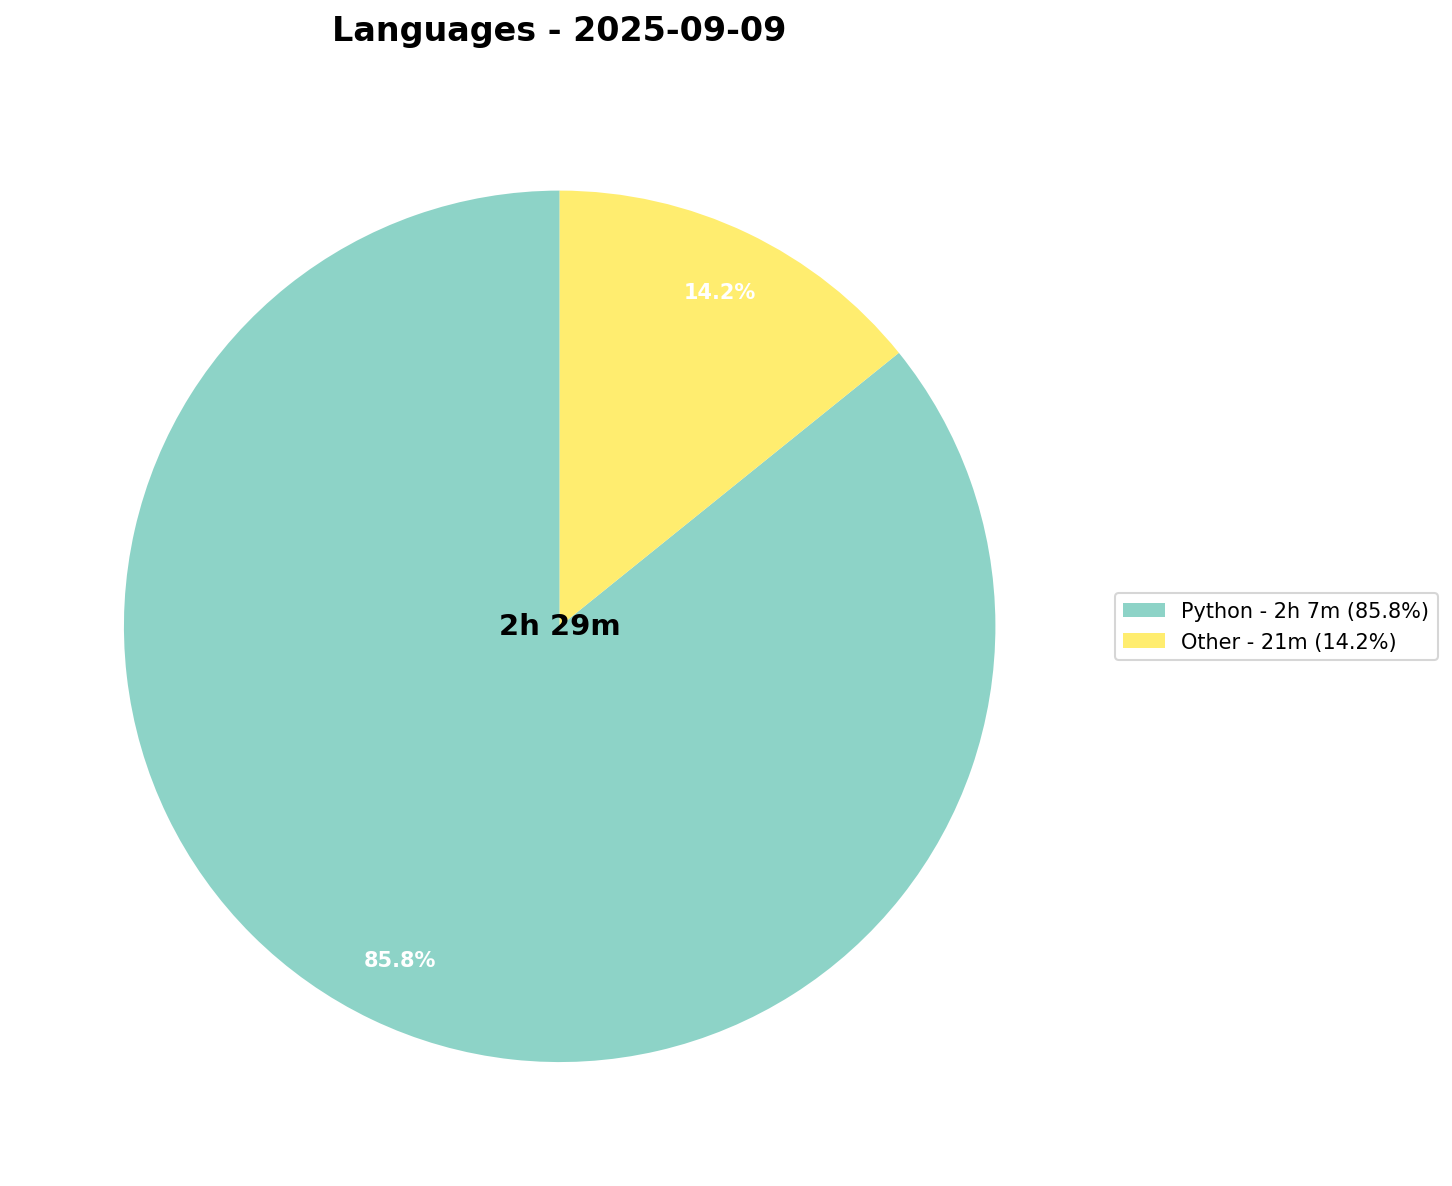 Languages - 2025-09-09
14.2%
2h 29m
Python - 2h 7m (85.8%)
Other - 21m (14.2%)
85.8%